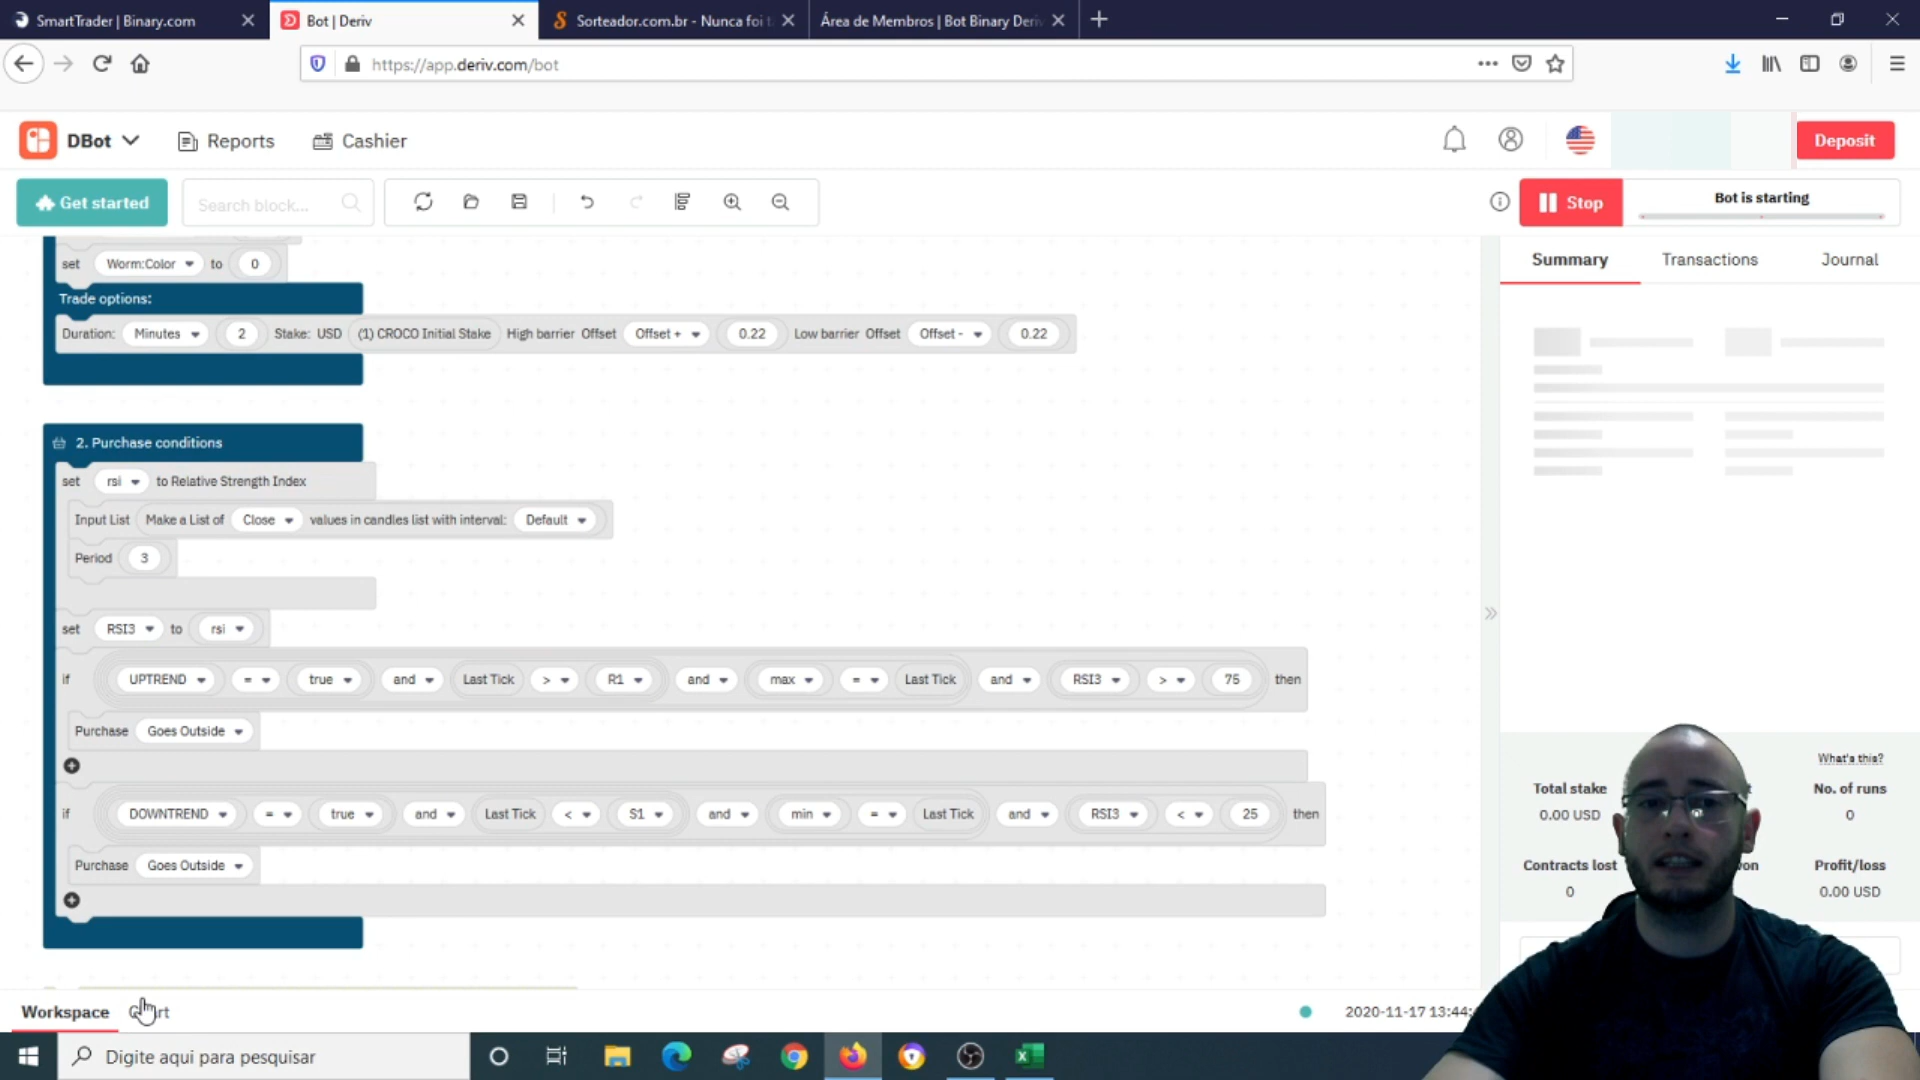 SmartTrader | Binary.com
Bot | Deriv
Sorteador.com.br - Nunca foi t
Área de Membros | Bot Binary Deriv
https://app.deriv.com/bot
DBot
Reports
Cashier
Deposit
Get started
Search block...
Stop
Bot is starting
set Worm:Color to 0
Trade options:
Duration: Minutes 2 Stake: USD (1) CROCO Initial Stake High barrier Offset Offset + 0.22 Low barrier Offset Offset - 0.22
2. Purchase conditions
set rsi to Relative Strength Index
Input List Make a List of Close values in candles list with interval: Default
Period 3
set RSI3 to rsi
if UPTREND = true and Last Tick > R1 and max = Last Tick and RSI3 > 75 then
Purchase Goes Outside
if DOWNTREND = true and Last Tick < S1 and min = Last Tick and RSI3 < 25 then
Purchase Goes Outside
Summary
Transactions
Journal
What's this?
Total stake
No. of runs
0.00 USD
0
Contracts lost
Profit/loss
0
0.00 USD
Workspace
2020-11-17 13:44:
Digite aqui para pesquisar